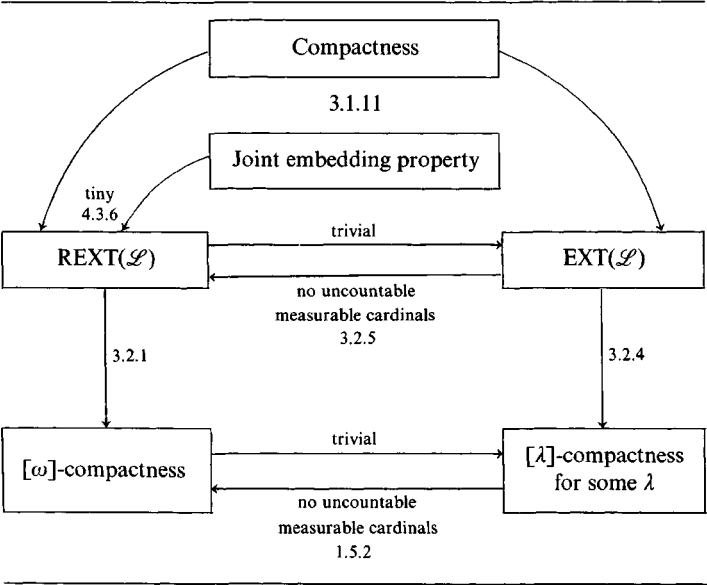 Compactness
3.1.11
Joint embedding property
tiny
4.3.6
REXT(ℒ)
trivial
EXT(ℒ)
no uncountable
measurable cardinals
3.2.5
3.2.1
3.2.4
[ω]-compactness
trivial
[λ]-compactness
for some λ
no uncountable
measurable cardinals
1.5.2